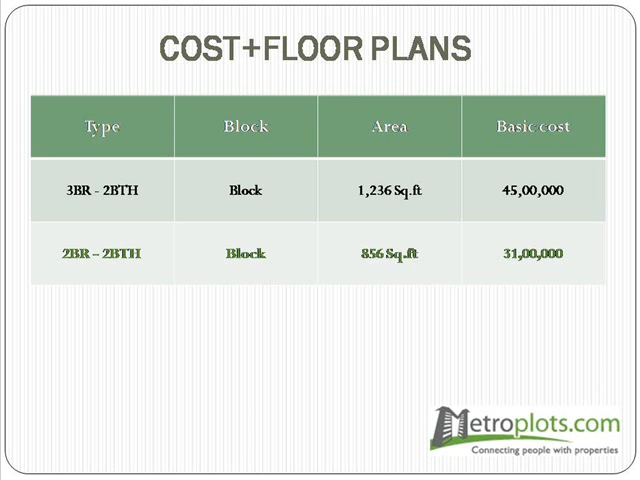 COST+FLOOR PLANS
Type Block Area Basic cost
3BR - 2BTH Block 1,236 Sq.ft 45,00,000
2BR – 2BTH Block 856 Sq.ft 31,00,000
Metroplots.com
Connecting people with properties